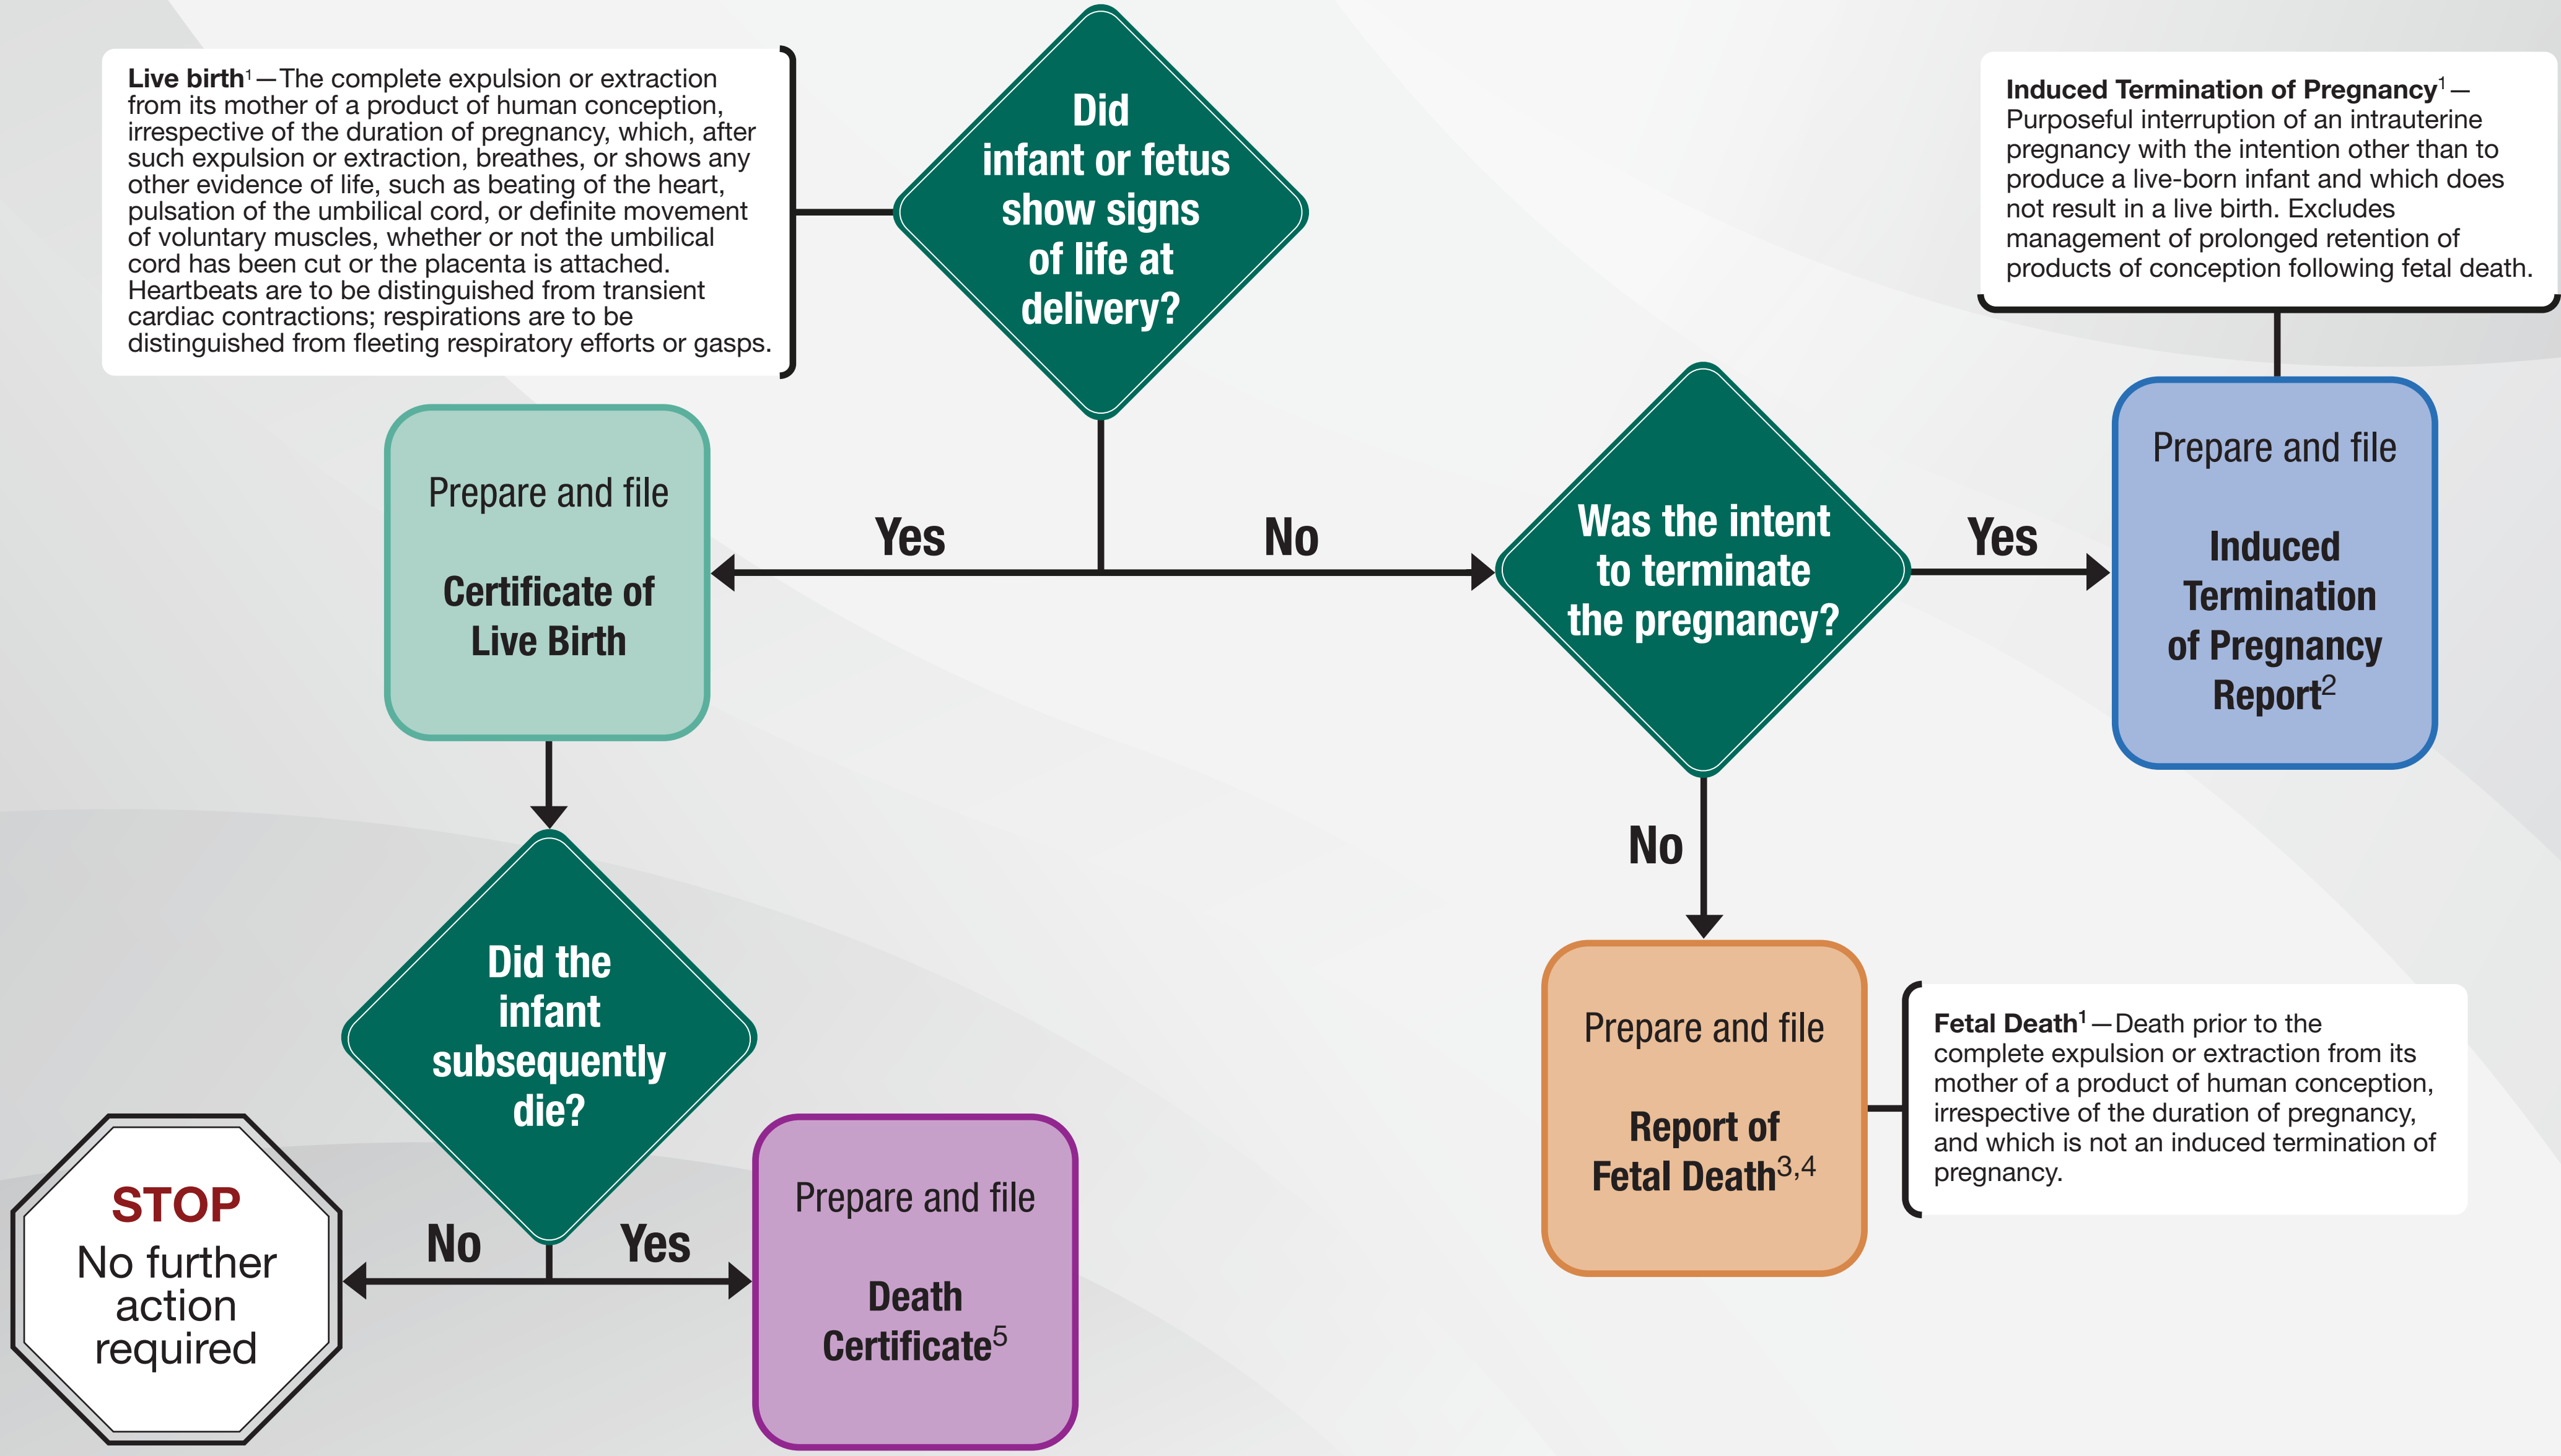 Live birth¹—The complete expulsion or extraction
from its mother of a product of human conception,
irrespective of the duration of pregnancy, which, after
such expulsion or extraction, breathes, or shows any
other evidence of life, such as beating of the heart,
pulsation of the umbilical cord, or definite movement
of voluntary muscles, whether or not the umbilical
cord has been cut or the placenta is attached.
Heartbeats are to be distinguished from transient
cardiac contractions; respirations are to be
distinguished from fleeting respiratory efforts or gasps.
Did
infant or fetus
show signs
of life at
delivery?
Induced Termination of Pregnancy¹—
Purposeful interruption of an intrauterine
pregnancy with the intention other than to
produce a live-born infant and which does
not result in a live birth. Excludes
management of prolonged retention of
products of conception following fetal death.
Yes
No
Prepare and file
Certificate of
Live Birth
Was the intent
to terminate
the pregnancy?
Yes
Prepare and file
Induced
Termination
of Pregnancy
Report²
No
Did the
infant
subsequently
die?
Prepare and file
Report of
Fetal Death³,⁴
Fetal Death¹—Death prior to the
complete expulsion or extraction from its
mother of a product of human conception,
irrespective of the duration of pregnancy,
and which is not an induced termination of
pregnancy.
No
Yes
STOP
No further
action
required
Prepare and file
Death
Certificate⁵